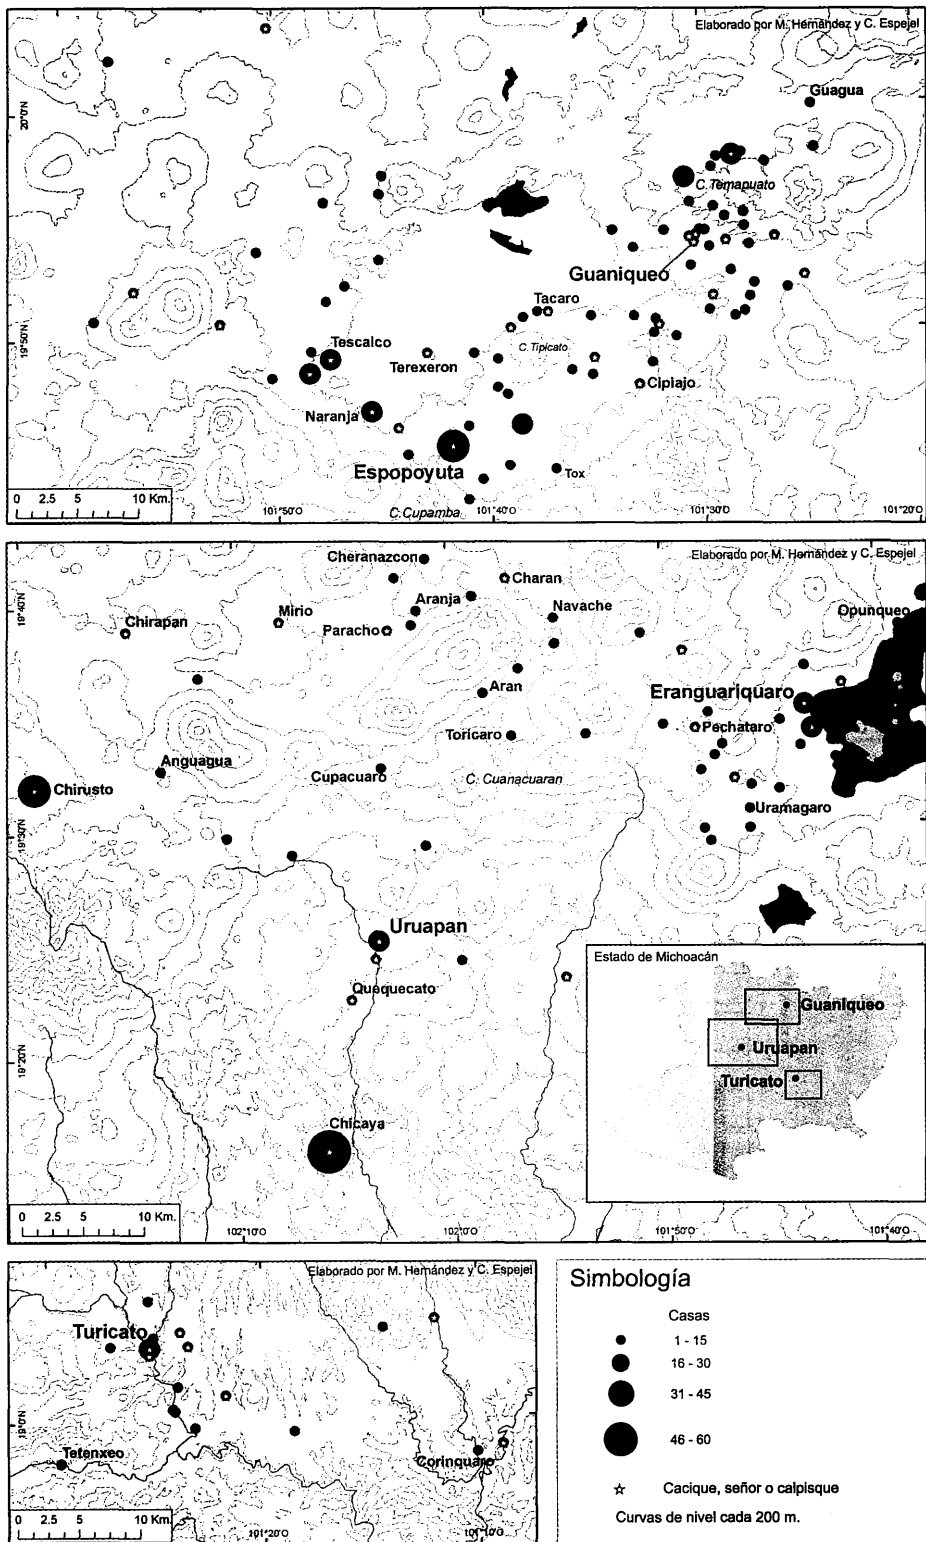 Elaborado por M. Hernández y C. Espejel
20°0'N
Guagua
C. Temapuato
Guaniqueo
Tacaro
19°50'N
Tescalco
C. Tipicato
Terexeron
Cipiajo
Naranja
Espopoyuta
Tox
0 2.5 5 10 Km.
C. Cupamba
101°50'O
101°40'O
101°30'O
101°20'O
Elaborado por M. Hernández y C. Espejel
Cheranazcon
Charan
19°40'N
Mirio
Aranja
Navache
Opunqueo
Chirapan
Paracho
Aran
Eranguariquaro
Toricaro
Pechataro
Anguagua
Cupacuaro
C. Cuanacuaran
Chirusto
Uramagaro
19°30'N
Uruapan
Quequecato
Estado de Michoacán
Guaniqueo
Uruapan
Turicato
19°20'N
Chicaya
0 2.5 5 10 Km.
102°10'O
102°0'O
101°50'O
101°40'O
Elaborado por M. Hernández y C. Espejel
Turicato
19°0'N
Tetenxeo
Corinquaro
0 2.5 5 10 Km.
101°20'O
101°10'O
Simbología
Casas
1 - 15
16 - 30
31 - 45
46 - 60
Cacique, señor o calpisque
Curvas de nivel cada 200 m.